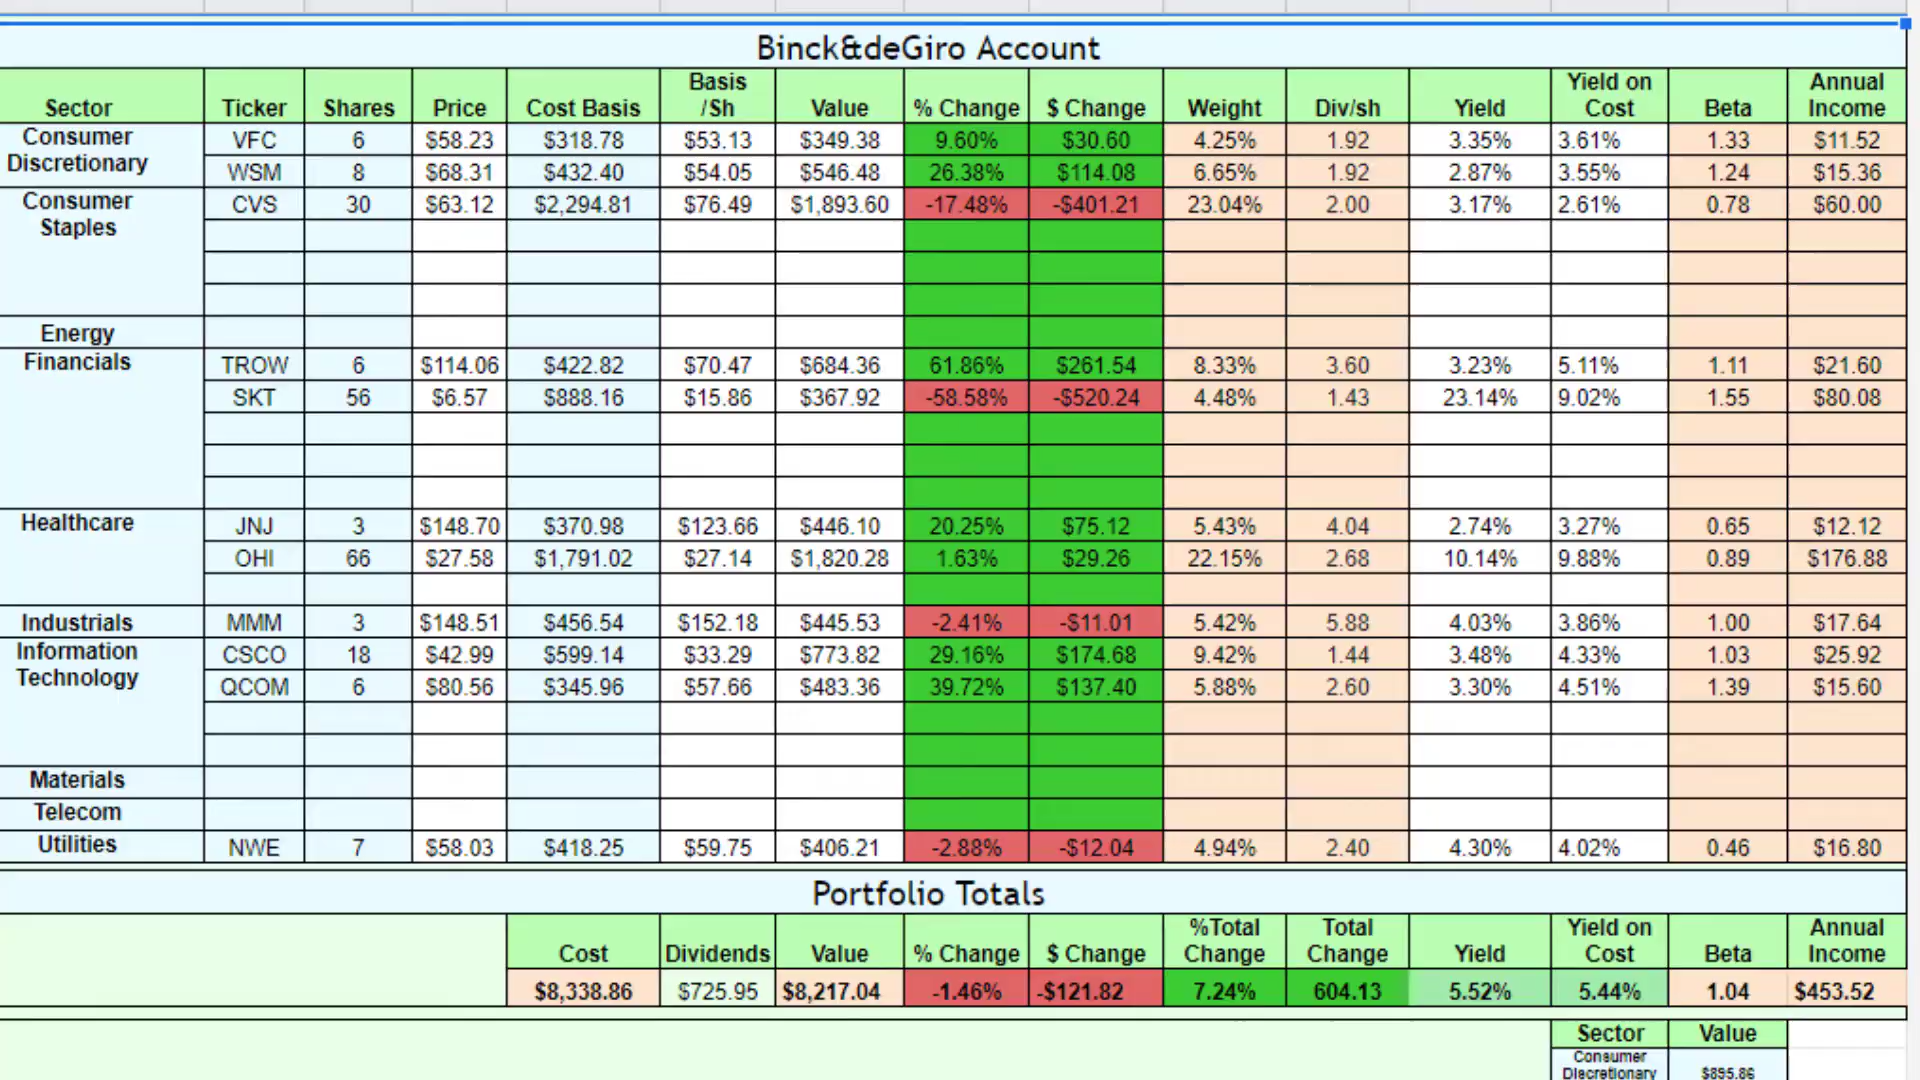 Binck&deGiro Account
Sector Ticker Shares Price Cost Basis Basis /Sh Value % Change $ Change Weight Div/sh Yield Yield on Cost Beta Annual Income
Consumer Discretionary VFC 6 $58.23 $318.78 $53.13 $349.38 9.60% $30.60 4.25% 1.92 3.35% 3.61% 1.33 $11.52
WSM 8 $68.31 $432.40 $54.05 $546.48 26.38% $114.08 6.65% 1.92 2.87% 3.55% 1.24 $15.36
Consumer Staples CVS 30 $63.12 $2,294.81 $76.49 $1,893.60 -17.48% -$401.21 23.04% 2.00 3.17% 2.61% 0.78 $60.00
Energy
Financials TROW 6 $114.06 $422.82 $70.47 $684.36 61.86% $261.54 8.33% 3.60 3.23% 5.11% 1.11 $21.60
SKT 56 $6.57 $888.16 $15.86 $367.92 -58.58% -$520.24 4.48% 1.43 23.14% 9.02% 1.55 $80.08
Healthcare JNJ 3 $148.70 $370.98 $123.66 $446.10 20.25% $75.12 5.43% 4.04 2.74% 3.27% 0.65 $12.12
OHI 66 $27.58 $1,791.02 $27.14 $1,820.28 1.63% $29.26 22.15% 2.68 10.14% 9.88% 0.89 $176.88
Industrials MMM 3 $148.51 $456.54 $152.18 $445.53 -2.41% -$11.01 5.42% 5.88 4.03% 3.86% 1.00 $17.64
Information Technology CSCO 18 $42.99 $599.14 $33.29 $773.82 29.16% $174.68 9.42% 1.44 3.48% 4.33% 1.03 $25.92
QCOM 6 $80.56 $345.96 $57.66 $483.36 39.72% $137.40 5.88% 2.60 3.30% 4.51% 1.39 $15.60
Materials
Telecom
Utilities NWE 7 $58.03 $418.25 $59.75 $406.21 -2.88% -$12.04 4.94% 2.40 4.30% 4.02% 0.46 $16.80
Portfolio Totals
Cost Dividends Value % Change $ Change %Total Change Total Change Yield Yield on Cost Beta Annual Income
$8,338.86 $725.95 $8,217.04 -1.46% -$121.82 7.24% 604.13 5.52% 5.44% 1.04 $453.52
Sector Value
Consumer Discretionary $895.86